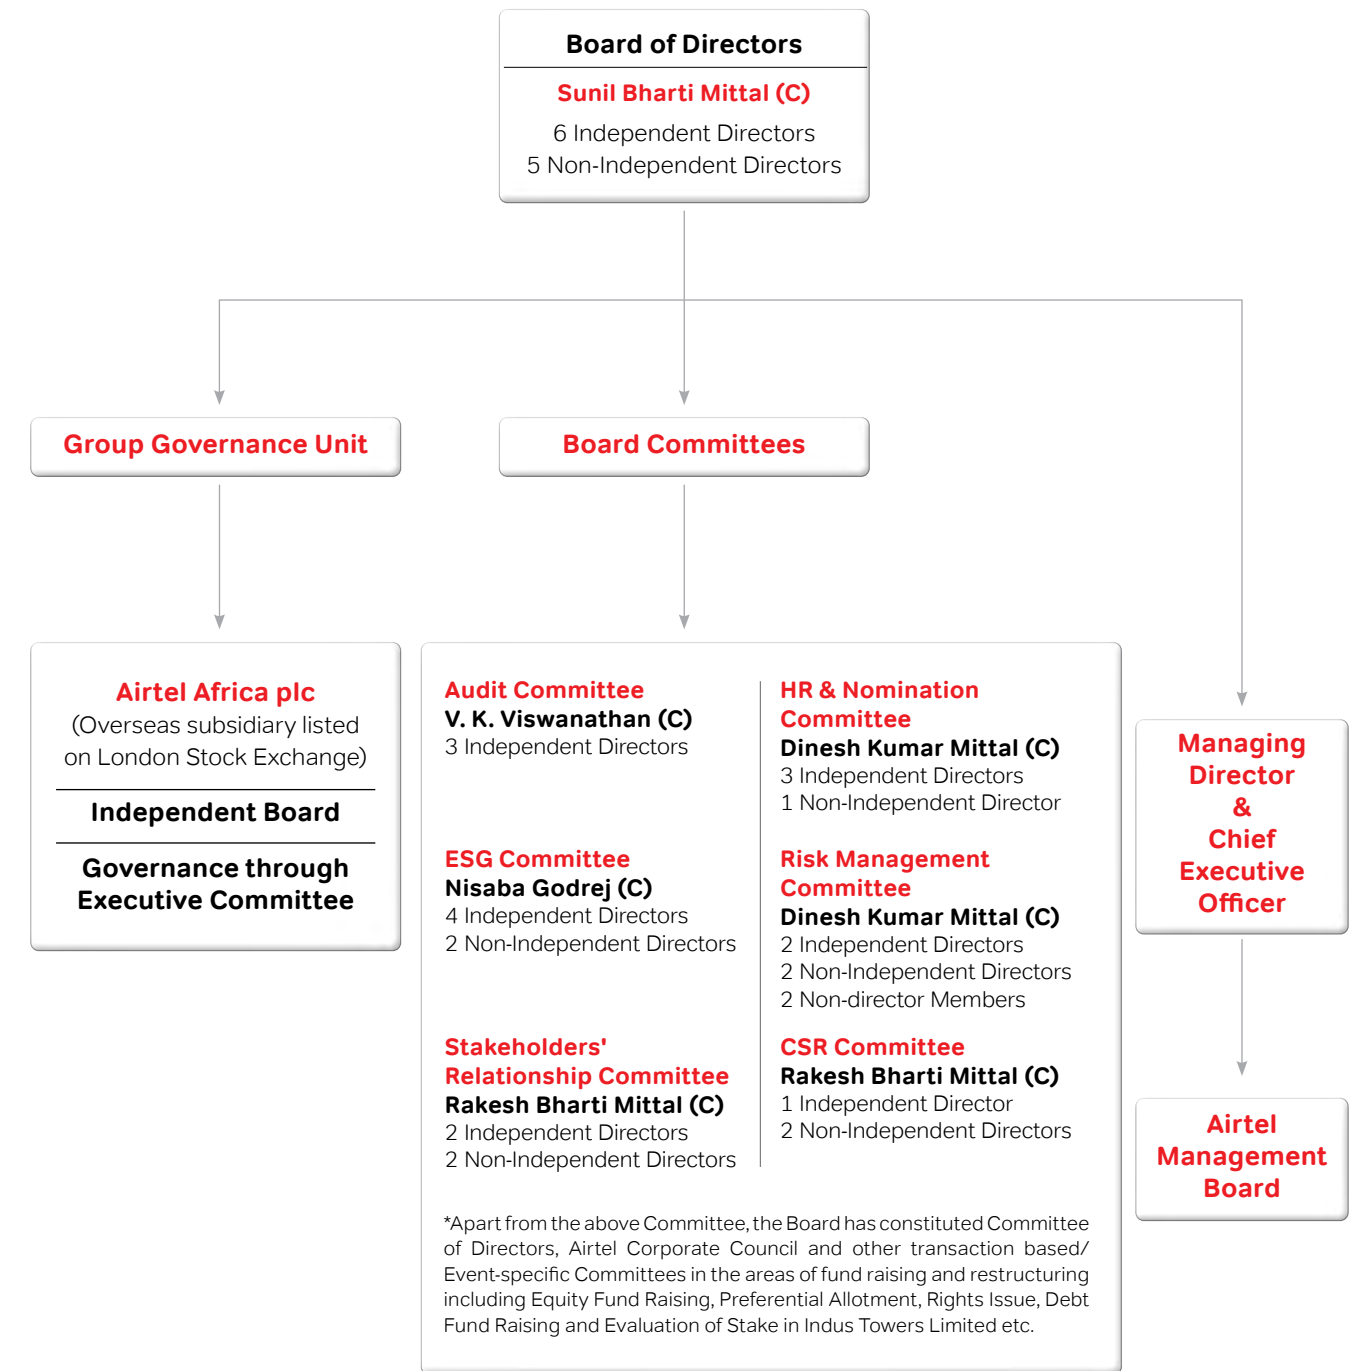 Board of Directors
Sunil Bharti Mittal (C)
6 Independent Directors
5 Non-Independent Directors
Group Governance Unit
Board Committees
Airtel Africa plc
(Overseas subsidiary listed
on London Stock Exchange)
Independent Board
Governance through
Executive Committee
Audit Committee
V. K. Viswanathan (C)
3 Independent Directors
HR & Nomination
Committee
Dinesh Kumar Mittal (C)
3 Independent Directors
1 Non-Independent Director
ESG Committee
Nisaba Godrej (C)
4 Independent Directors
2 Non-Independent Directors
Risk Management
Committee
Dinesh Kumar Mittal (C)
2 Independent Directors
2 Non-Independent Directors
2 Non-director Members
Stakeholders'
Relationship Committee
Rakesh Bharti Mittal (C)
2 Independent Directors
2 Non-Independent Directors
CSR Committee
Rakesh Bharti Mittal (C)
1 Independent Director
2 Non-Independent Directors
*Apart from the above Committee, the Board has constituted Committee
of Directors, Airtel Corporate Council and other transaction based/
Event-specific Committees in the areas of fund raising and restructuring
including Equity Fund Raising, Preferential Allotment, Rights Issue, Debt
Fund Raising and Evaluation of Stake in Indus Towers Limited etc.
Managing
Director
&
Chief
Executive
Officer
Airtel
Management
Board